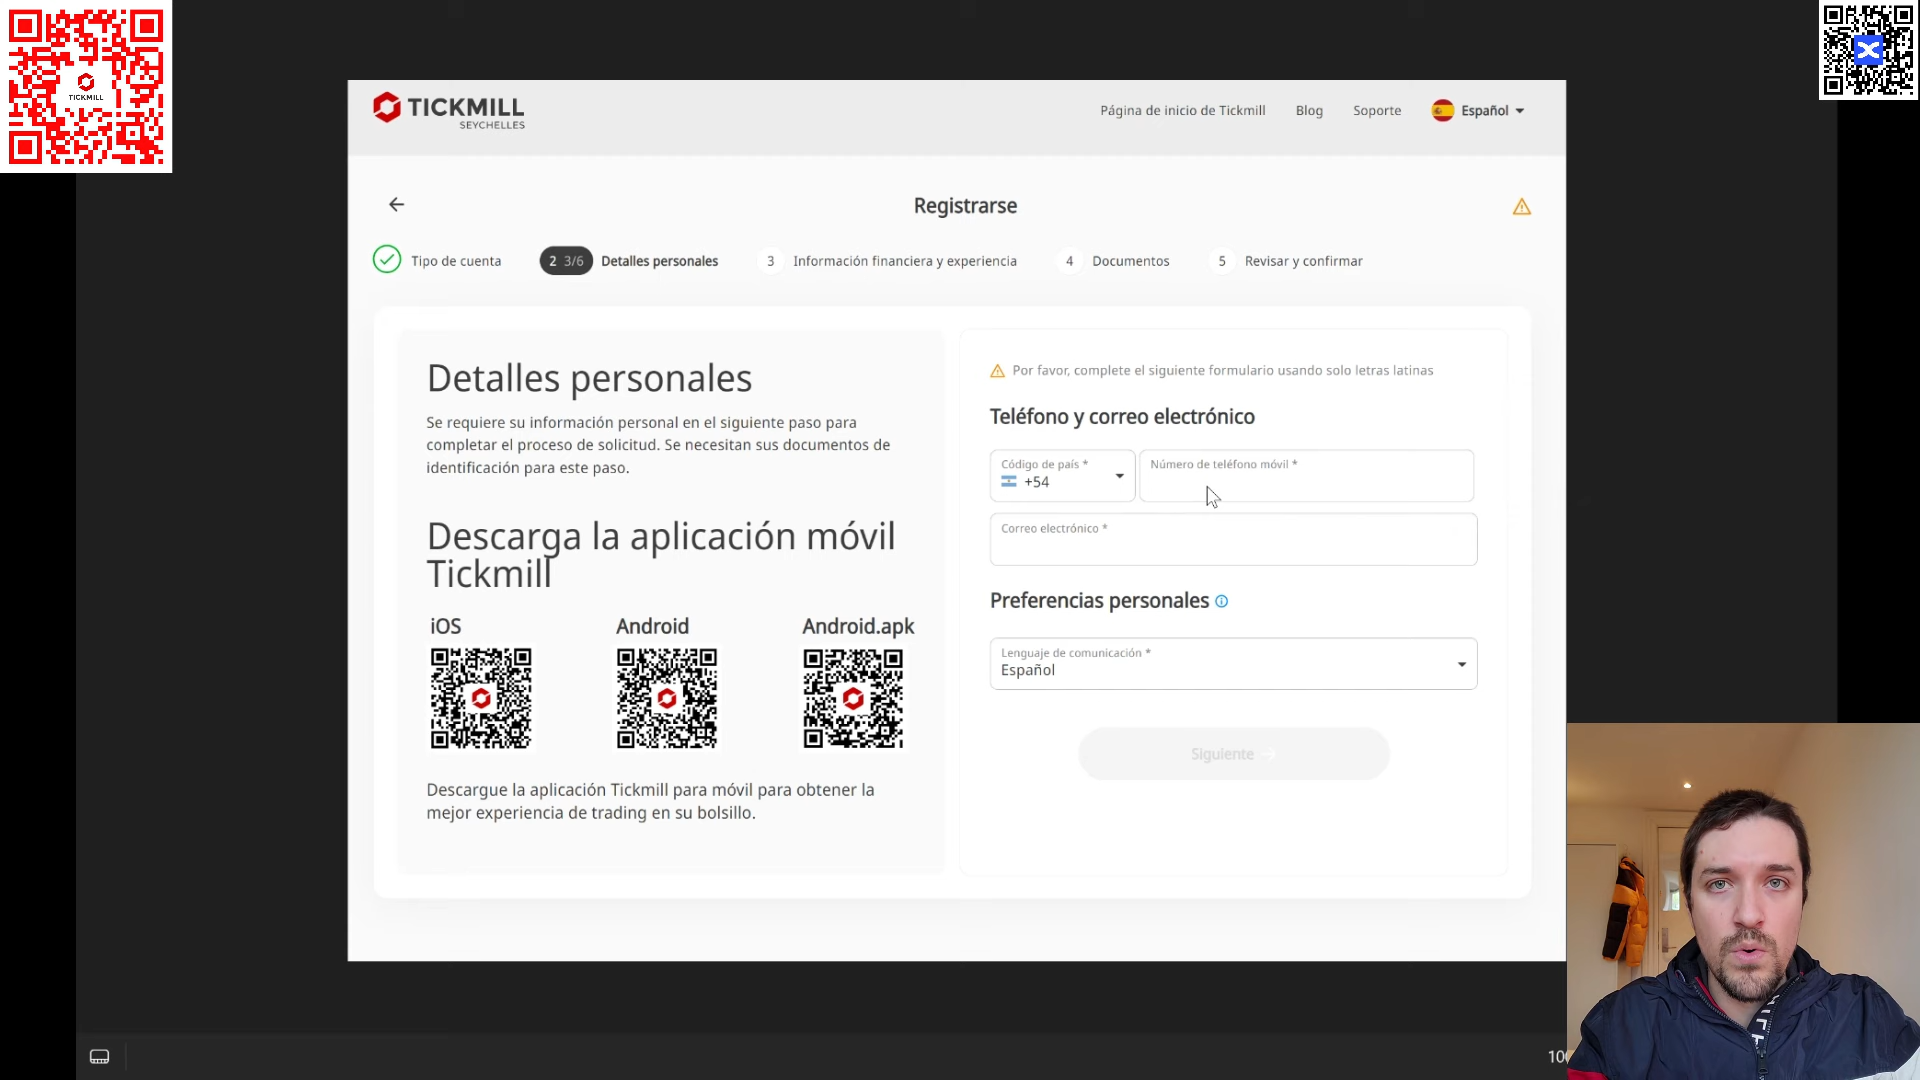 TICKMILL
TICKMILL
SEYCHELLES
Página de inicio de Tickmill
Blog
Soporte
Español
Registrarse
Tipo de cuenta
2 3/6 Detalles personales
3 Información financiera y experiencia
4 Documentos
5 Revisar y confirmar
Detalles personales
Se requiere su información personal en el siguiente paso para
completar el proceso de solicitud. Se necesitan sus documentos de
identificación para este paso.
Descarga la aplicación móvil
Tickmill
iOS
Android
Android.apk
Descargue la aplicación Tickmill para móvil para obtener la
mejor experiencia de trading en su bolsillo.
Por favor, complete el siguiente formulario usando solo letras latinas
Teléfono y correo electrónico
Código de país *
+54
Número de teléfono móvil *
Correo electrónico *
Preferencias personales
Lenguaje de comunicación *
Español
Siguiente